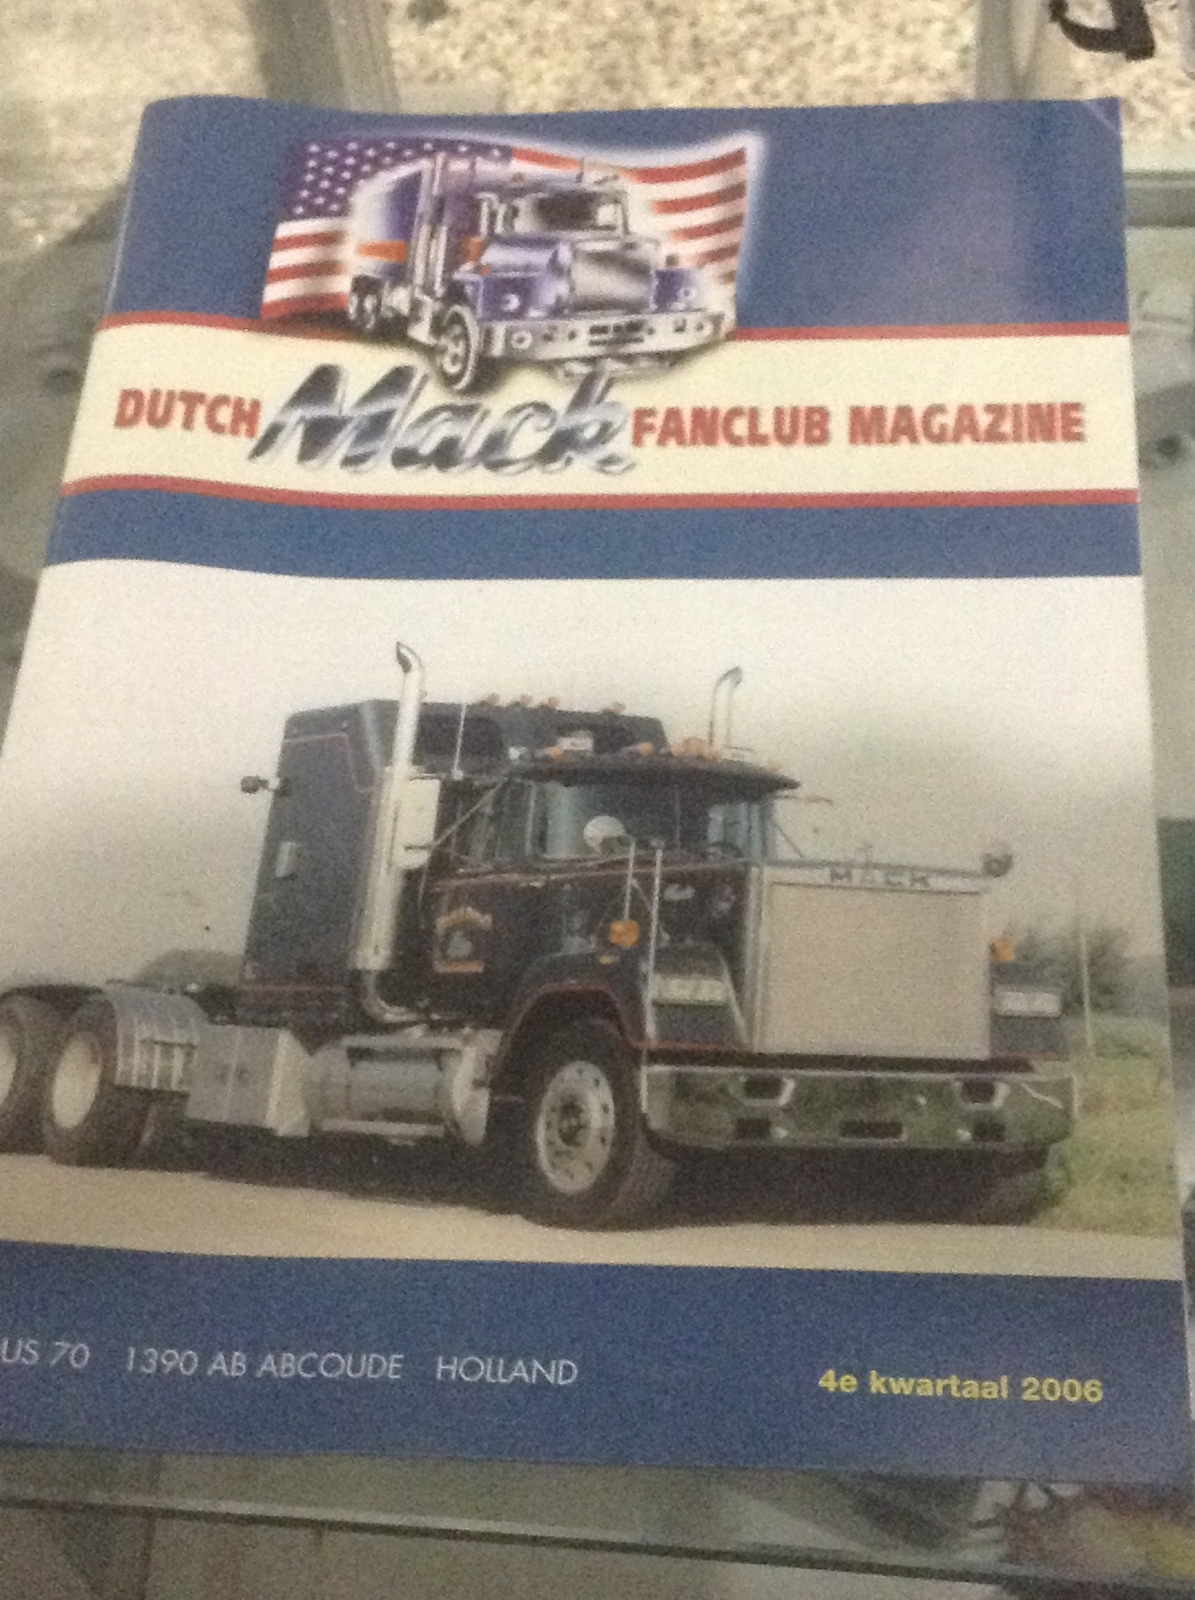 DUTCH Mack FANCLUB MAGAZINE
MACK
US 70 1390 AB ABCOUDE HOLLAND
4e kwartaal 2006